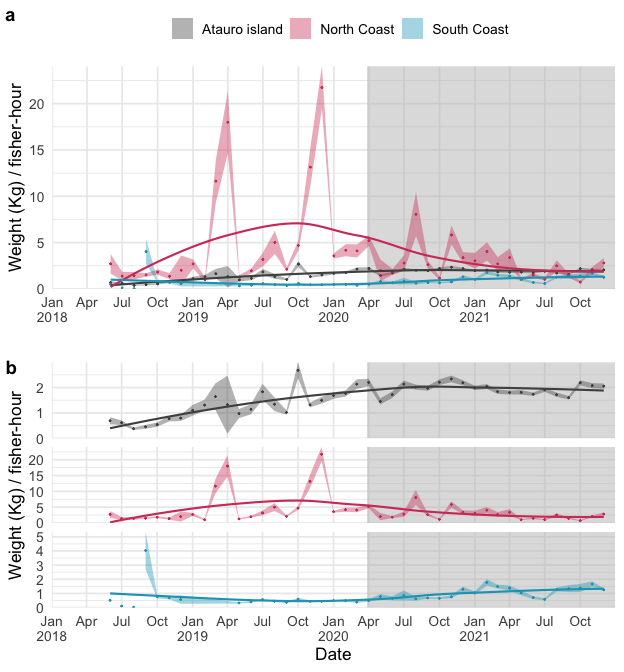 a
Atauro island North Coast South Coast
Weight (Kg) / fisher-hour
20
15
10
5
0
Jan Apr Jul Oct Jan Apr Jul Oct Jan Apr Jul Oct Jan Apr Jul Oct
2018 2019 2020 2021
b
Weight (Kg) / fisher-hour
2
1
0
20
15
10
5
0
5
4
3
2
1
0
Jan Apr Jul Oct Jan Apr Jul Oct Jan Apr Jul Oct Jan Apr Jul Oct
2018 2019 2020 2021
Date